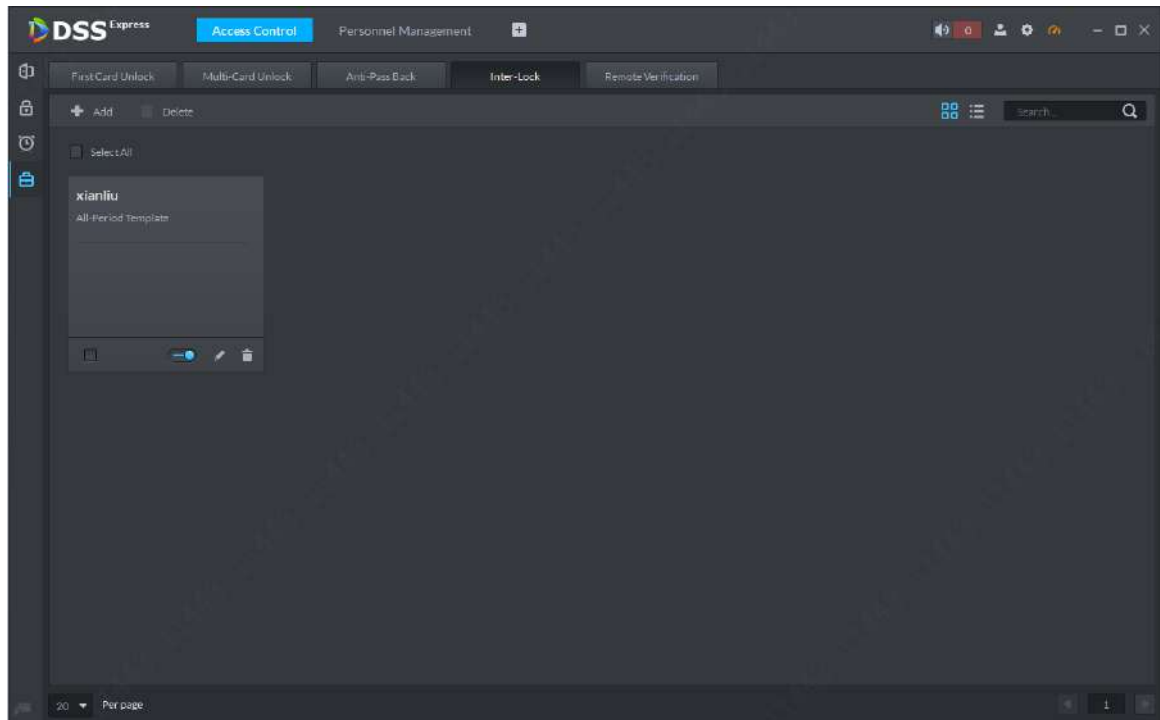 DSS Express Access Control Personnel Management 0
First Card Unlock Multi-Card Unlock Anti-Pass Back Inter-Lock Remote Verification
Add Delete Search...
Select All
xianliu
All-Period Template
20 Per page 1